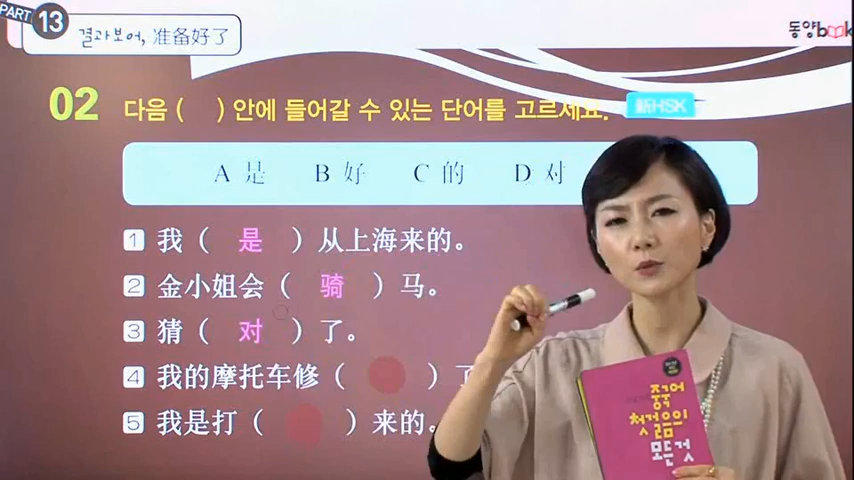 PART 13
결과보어, 准备好了
동양book
02 다음 ( ) 안에 들어갈 수 있는 단어를 고르세요. 新HSK
A 是 B 好 C 的 D 对
1 我 ( 是 ) 从上海来的。
2 金小姐会 ( 骑 ) 马。
3 猜 ( 对 ) 了。
4 我的摩托车修 ( ) 了
5 我是打 ( ) 来的。
중국어
첫걸음의
모든것